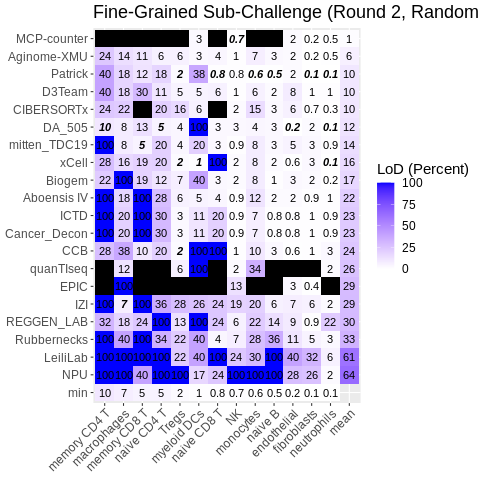 Fine-Grained Sub-Challenge (Round 2, Random
MCP-counter 3 0.7 2 0.2 0.5 1
Aginome-XMU 24 14 11 6 6 3 4 1 7 3 2 0.2 0.5 6
Patrick 40 18 12 18 2 38 0.8 0.8 0.6 0.5 2 0.1 0.1 10
D3Team 40 18 30 11 5 5 6 1 6 2 8 1 1 10
CIBERSORTx 24 22 20 16 6 2 15 3 6 0.7 0.3 10
DA_505 10 8 13 5 4 100 3 3 4 3 0.2 2 0.1 12
mitten_TDC19 100 8 5 20 4 20 3 0.9 8 3 5 3 0.9 14
xCell 28 16 19 20 2 1 100 2 8 2 0.6 3 0.1 16
Biogem 22 100 19 12 7 40 3 2 8 1 3 2 0.2 17
Aboensis IV 100 18 100 28 6 5 4 0.9 12 2 2 0.9 1 22
ICTD 100 20 100 30 3 11 20 0.9 7 0.8 0.8 1 0.9 23
Cancer_Decon 100 20 100 30 3 11 20 0.9 7 0.8 0.8 1 0.9 23
CCB 28 38 10 20 2 100 100 1 10 3 0.6 1 3 24
quanTIseq 12 6 100 2 34 2 26
EPIC 100 13 3 0.4 29
IZI 100 7 100 36 28 26 24 19 20 6 7 6 2 29
REGGEN_LAB 32 18 24 100 13 100 24 6 22 14 9 0.9 22 30
Rubbernecks 100 40 100 34 22 40 4 7 28 36 11 5 3 33
LeiliLab 100 100 100 100 22 40 100 24 30 100 40 32 6 61
NPU 100 100 40 100 100 17 24 100 100 100 28 26 2 64
min 10 7 5 5 2 1 0.8 0.7 0.6 0.5 0.2 0.1 0.1
memory CD4 T
macrophages
memory CD8 T
naive CD4 T
Tregs
myeloid DCs
naive CD8 T
NK
monocytes
naive B
endothelial
fibroblasts
neutrophils
mean
LoD (Percent)
100
75
50
25
0